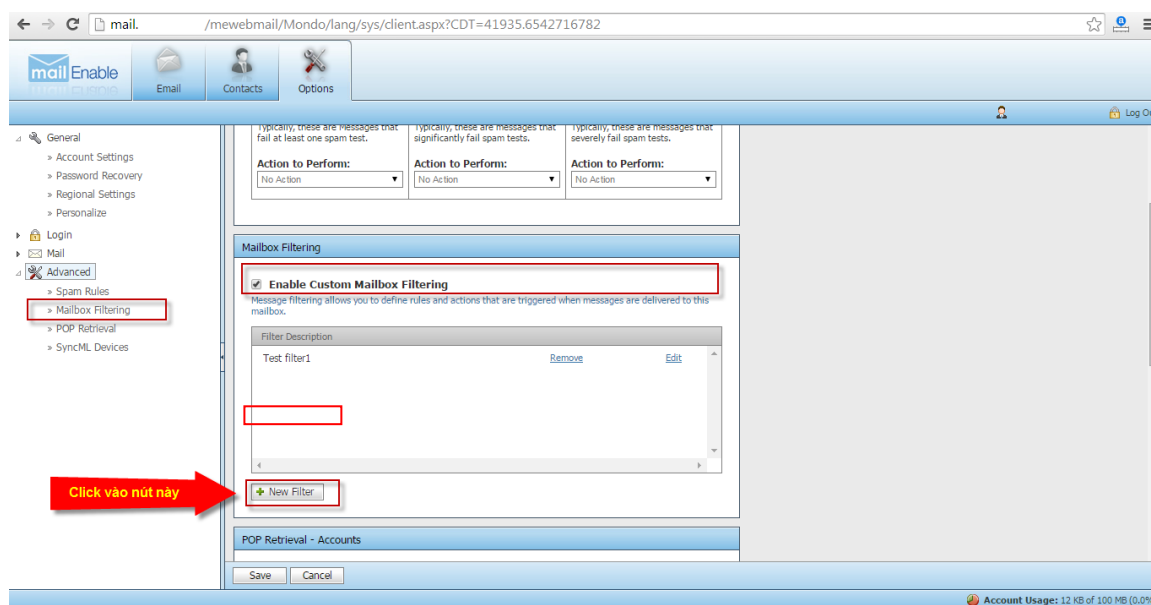 mail. /mewebmail/Mondo/lang/sys/client.aspx?CDT=41935.6542716782
mail Enable
Email
Contacts
Options
Log
General
» Account Settings
» Password Recovery
» Regional Settings
» Personalize
Login
Mail
Advanced
» Spam Rules
» Mailbox Filtering
» POP Retrieval
» SyncML Devices
Typically, these are messages that
fail at least one spam test.
Action to Perform:
No Action
Typically, these are messages that
significantly fail spam tests.
Action to Perform:
No Action
Typically, these are messages that
severely fail spam tests.
Action to Perform:
No Action
Mailbox Filtering
Enable Custom Mailbox Filtering
Message filtering allows you to define rules and actions that are triggered when messages are delivered to this
mailbox.
Filter Description
Test filter1 Remove Edit
Click vào nút này
New Filter
POP Retrieval - Accounts
Save Cancel
Account Usage: 12 KB of 100 MB (0.0%